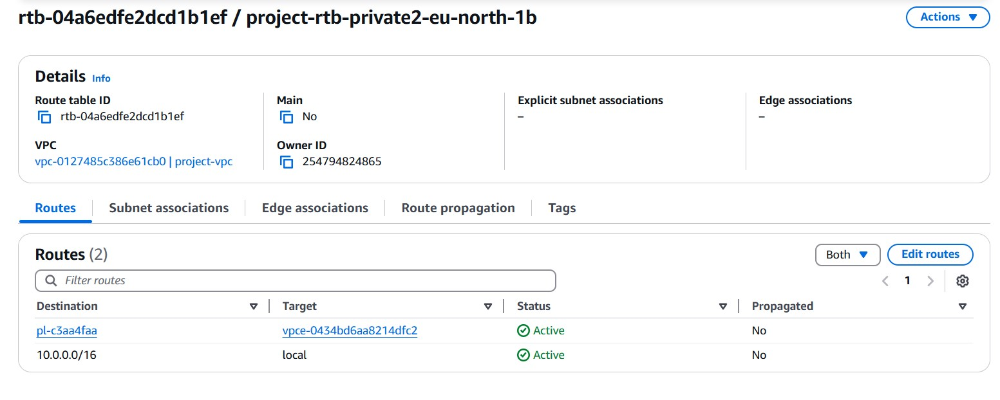 rtb-04a6edfe2dcd1b1ef / project-rtb-private2-eu-north-1b
Actions
Details Info
Route table ID
rtb-04a6edfe2dcd1b1ef
Main
No
Explicit subnet associations
–
Edge associations
–
VPC
vpc-0127485c386e61cb0 | project-vpc
Owner ID
254794824865
Routes Subnet associations Edge associations Route propagation Tags
Routes (2)
Both Edit routes
Filter routes
1
Destination Target Status Propagated
pl-c3aa4faa vpce-0434bd6aa8214dfc2 Active No
10.0.0.0/16 local Active No